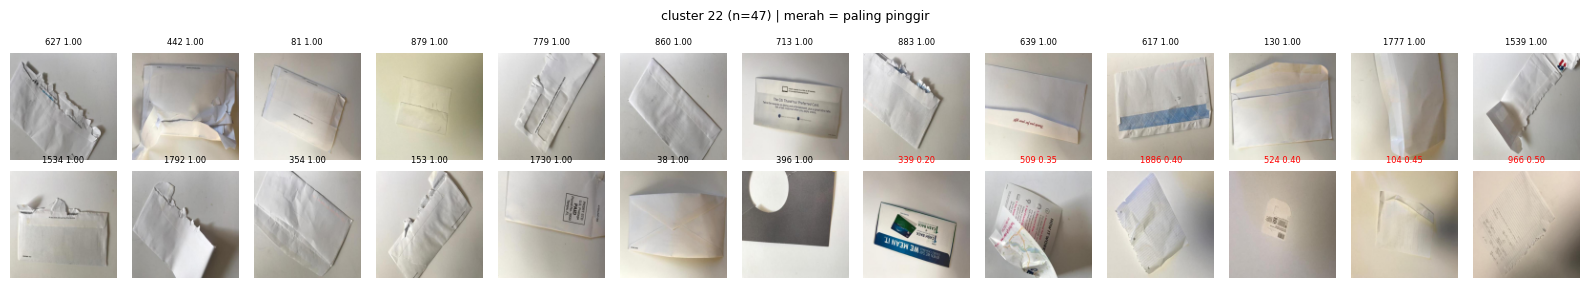 cluster 22 (n=47) | merah = paling pinggir
627 1.00 442 1.00 81 1.00 879 1.00 779 1.00 860 1.00 713 1.00 883 1.00 639 1.00 617 1.00 130 1.00 1777 1.00 1539 1.00
1534 1.00 1792 1.00 354 1.00 153 1.00 1730 1.00 38 1.00 396 1.00 339 0.20 509 0.35 1886 0.40 524 0.40 104 0.45 966 0.50
WE MEAN IT.